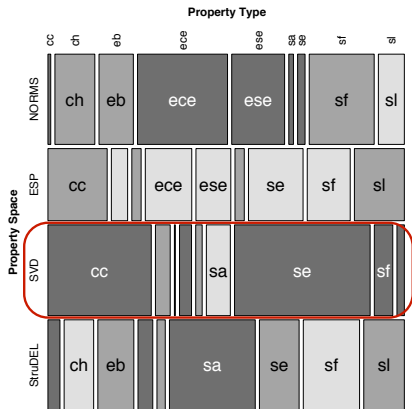 Property Type
cc ch eb ece ese sa se sf sl
Property Space
NORMS
ch eb ece ese sf sl
ESP
cc ece ese se sf sl
SVD
cc sa se sf
StruDEL
ch eb sa se sf sl